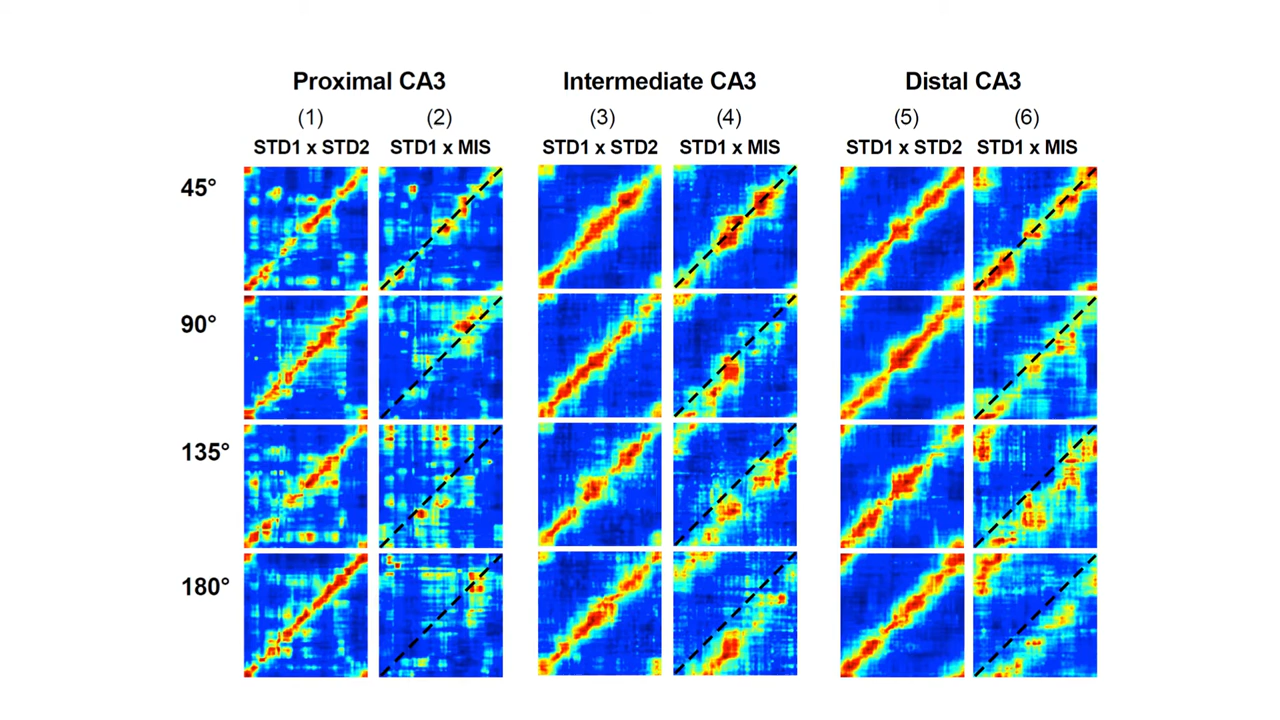 Proximal CA3 Intermediate CA3 Distal CA3
(1) (2) (3) (4) (5) (6)
STD1 x STD2 STD1 x MIS STD1 x STD2 STD1 x MIS STD1 x STD2 STD1 x MIS
45°
90°
135°
180°